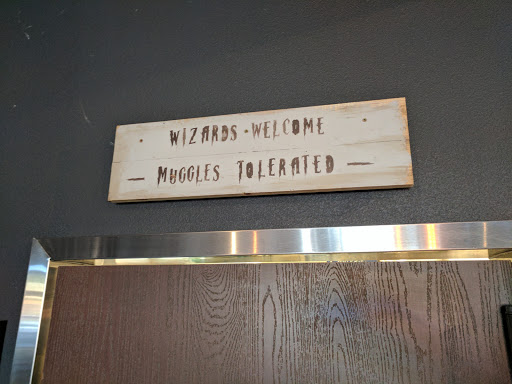 WIZARDS • WELCOME
— MUGGLES TOLERATED —